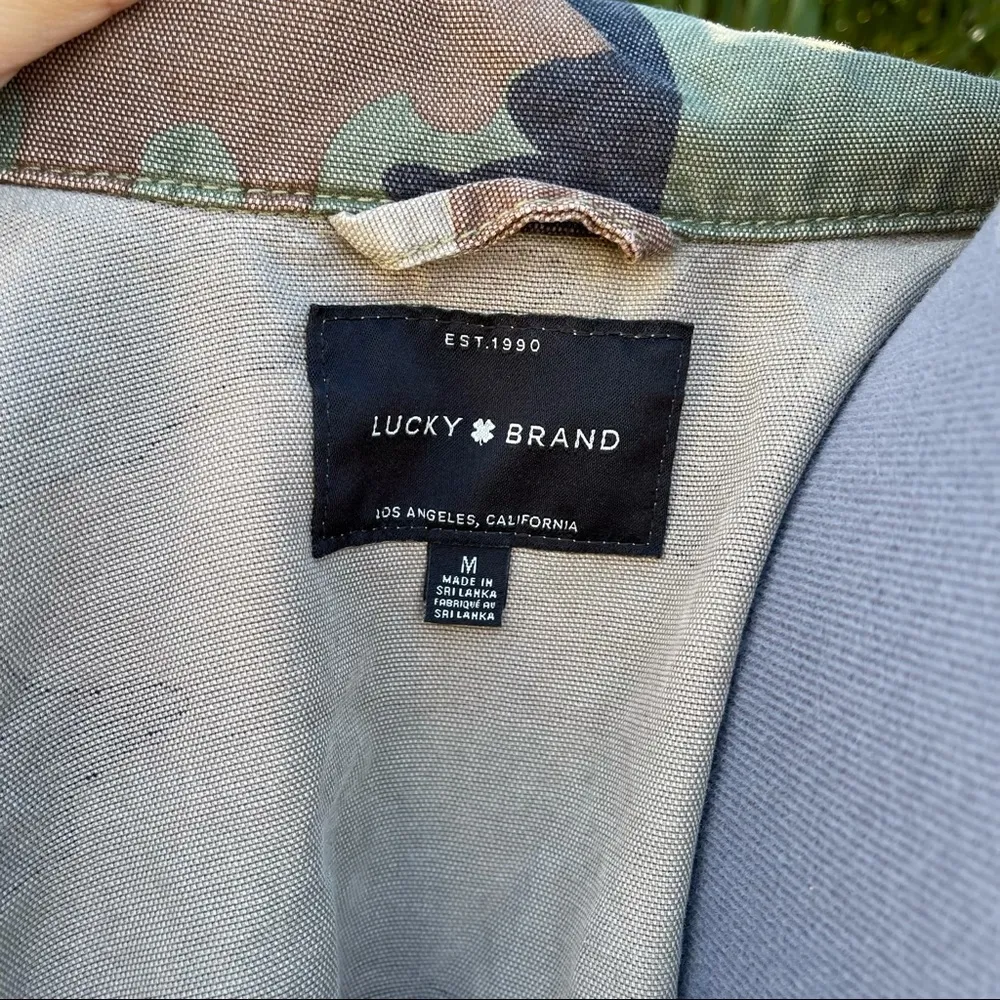 EST.1990
LUCKY BRAND
LOS ANGELES, CALIFORNIA
M
MADE IN
SRI LANKA
FABRIQUÉ AU
SRI LANKA